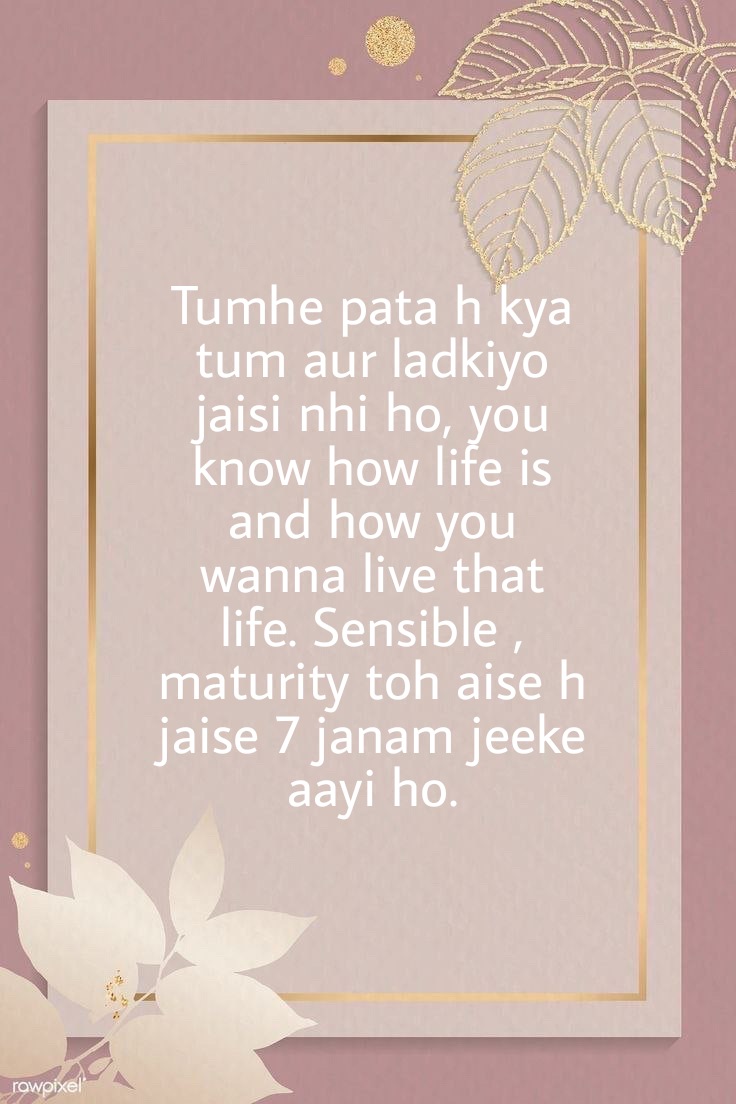 Tumhe pata h kya
tum aur ladkiyo
jaisi nhi ho, you
know how life is
and how you
wanna live that
life. Sensible ,
maturity toh aise h
jaise 7 janam jeeke
aayi ho.
rawpixel